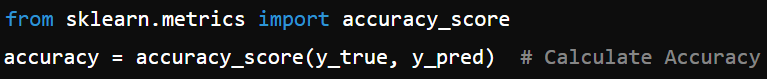 from sklearn.metrics import accuracy_score
accuracy = accuracy_score(y_true, y_pred)  # Calculate Accuracy